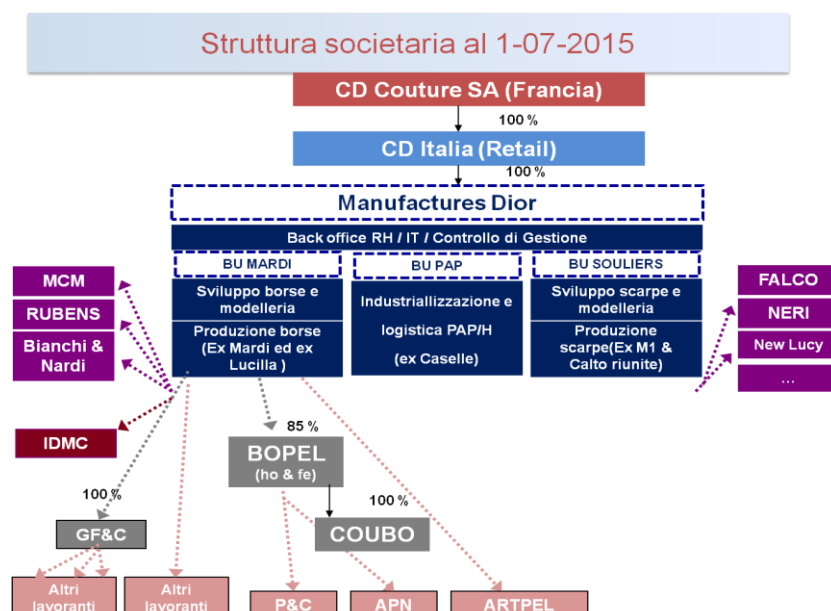 Struttura societaria al 1-07-2015
CD Couture SA (Francia)
100 %
CD Italia (Retail)
100 %
Manufactures Dior
Back office RH / IT / Controllo di Gestione
BU MARDI
BU PAP
BU SOULIERS
Sviluppo borse e
modelleria
Produzione borse
(Ex Mardi ed ex
Lucilla )
Industriallizzazione e
logistica PAP/H
(ex Caselle)
Sviluppo scarpe e
modelleria
Produzione
scarpe(Ex M1 &
Calto riunite)
MCM
RUBENS
Bianchi &
Nardi
IDMC
FALCO
NERI
New Lucy
...
85 %
BOPEL
(ho & fe)
100 %
COUBO
100 %
GF&C
Altri
lavoranti
Altri
lavoranti
P&C
APN
ARTPEL